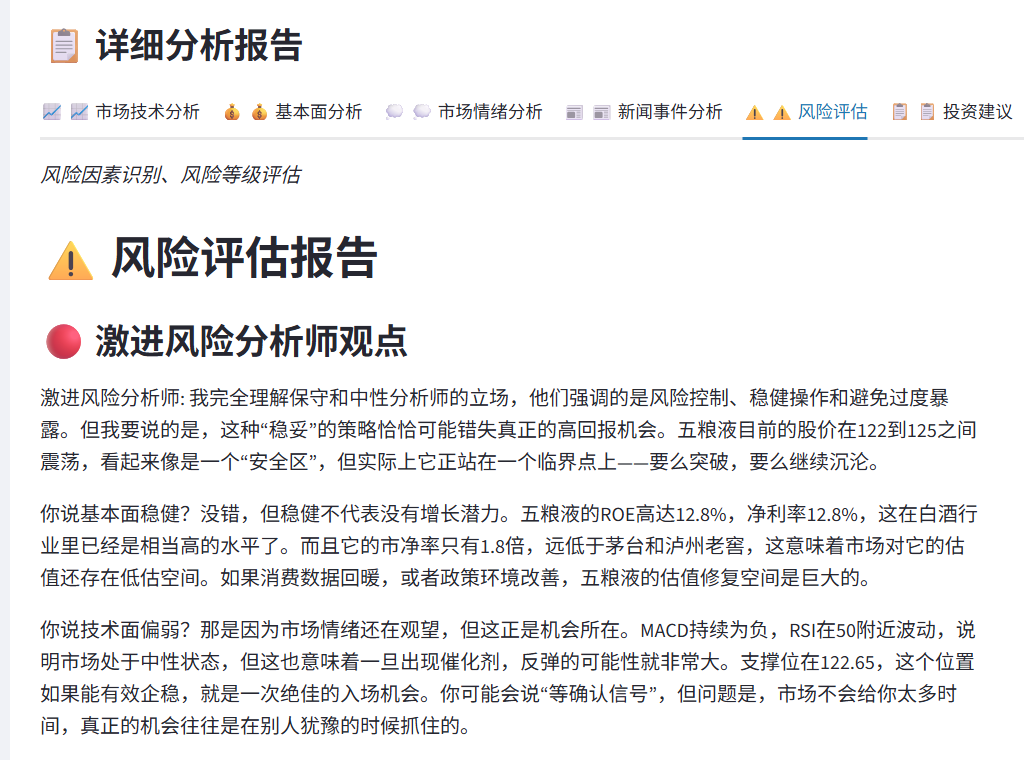 📋 详细分析报告
📈 📈 市场技术分析 💰 💰 基本面分析 💭 💭 市场情绪分析 📰 📰 新闻事件分析 ⚠️ ⚠️ 风险评估 📋 📋 投资建议
风险因素识别、风险等级评估
⚠️ 风险评估报告
🔴 激进风险分析师观点
激进风险分析师: 我完全理解保守和中性分析师的立场，他们强调的是风险控制、稳健操作和避免过度暴
露。但我要说的是，这种“稳妥”的策略恰恰可能错失真正的高回报机会。五粮液目前的股价在122到125之间
震荡，看起来像是一个“安全区”，但实际上它正站在一个临界点上——要么突破，要么继续沉沦。
你说基本面稳健？没错，但稳健不代表没有增长潜力。五粮液的ROE高达12.8%，净利率12.8%，这在白酒行
业里已经是相当高的水平了。而且它的市净率只有1.8倍，远低于茅台和泸州老窖，这意味着市场对它的估
值还存在低估空间。如果消费数据回暖，或者政策环境改善，五粮液的估值修复空间是巨大的。
你说技术面偏弱？那是因为市场情绪还在观望，但这正是机会所在。MACD持续为负，RSI在50附近波动，说
明市场处于中性状态，但这也意味着一旦出现催化剂，反弹的可能性就非常大。支撑位在122.65，这个位置
如果能有效企稳，就是一次绝佳的入场机会。你可能会说“等确认信号”，但问题是，市场不会给你太多时
间，真正的机会往往是在别人犹豫的时候抓住的。